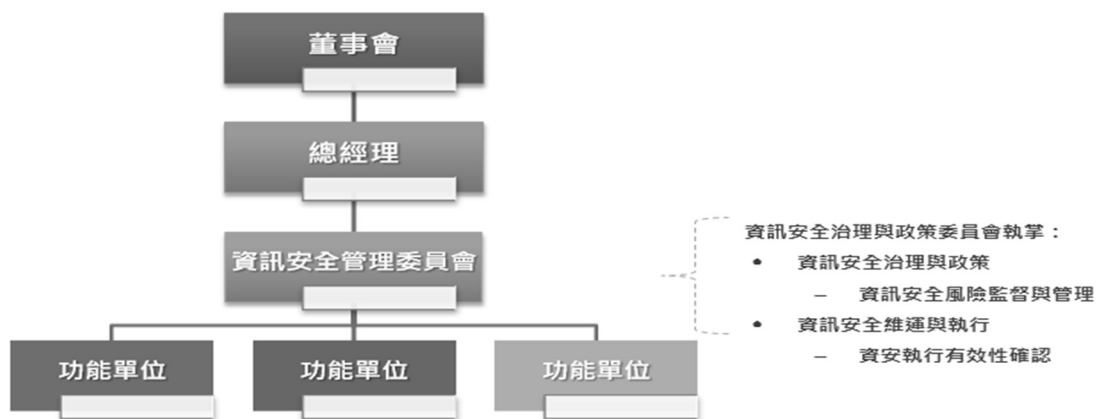 董事會
總經理
資訊安全管理委員會
功能單位
功能單位
功能單位
資訊安全治理與政策委員會執掌：
• 資訊安全治理與政策
– 資訊安全風險監督與管理
• 資訊安全維運與執行
– 資安執行有效性確認